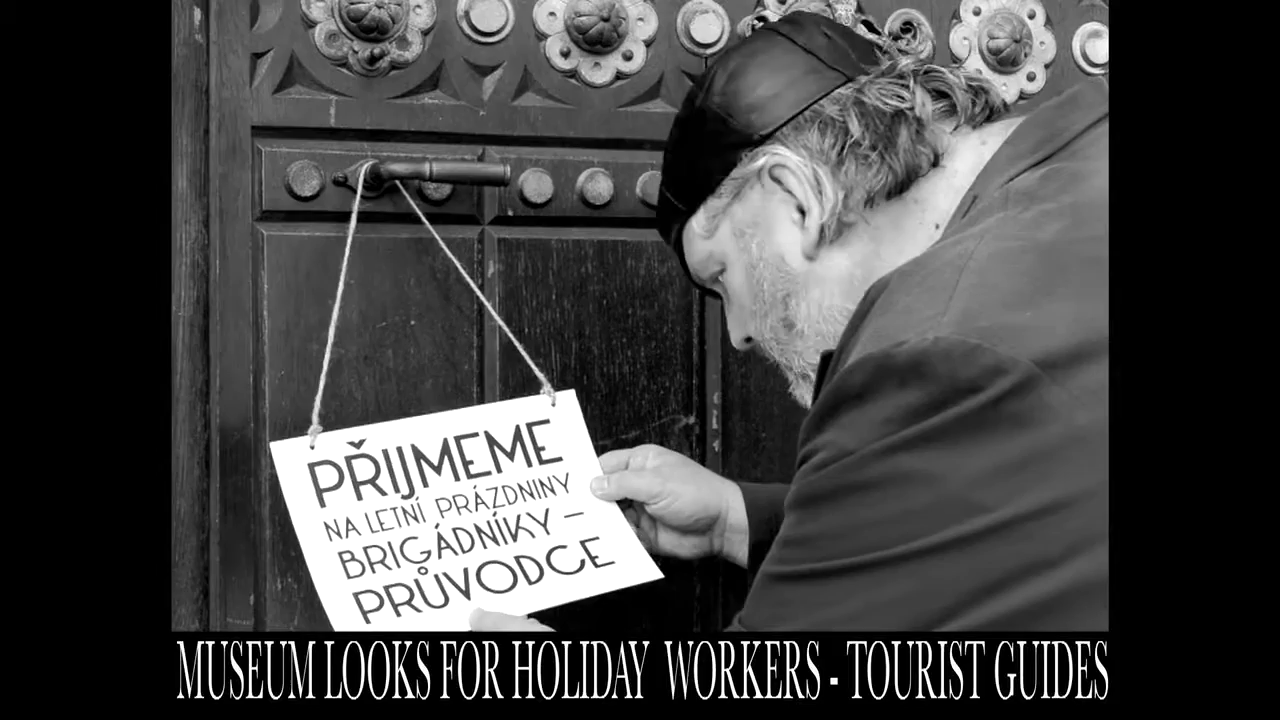 PŘIJMEME
NA LETNÍ PRÁZDNINY
BRIGÁDNÍKY –
PRŮVODCE
MUSEUM LOOKS FOR HOLIDAY WORKERS - TOURIST GUIDES